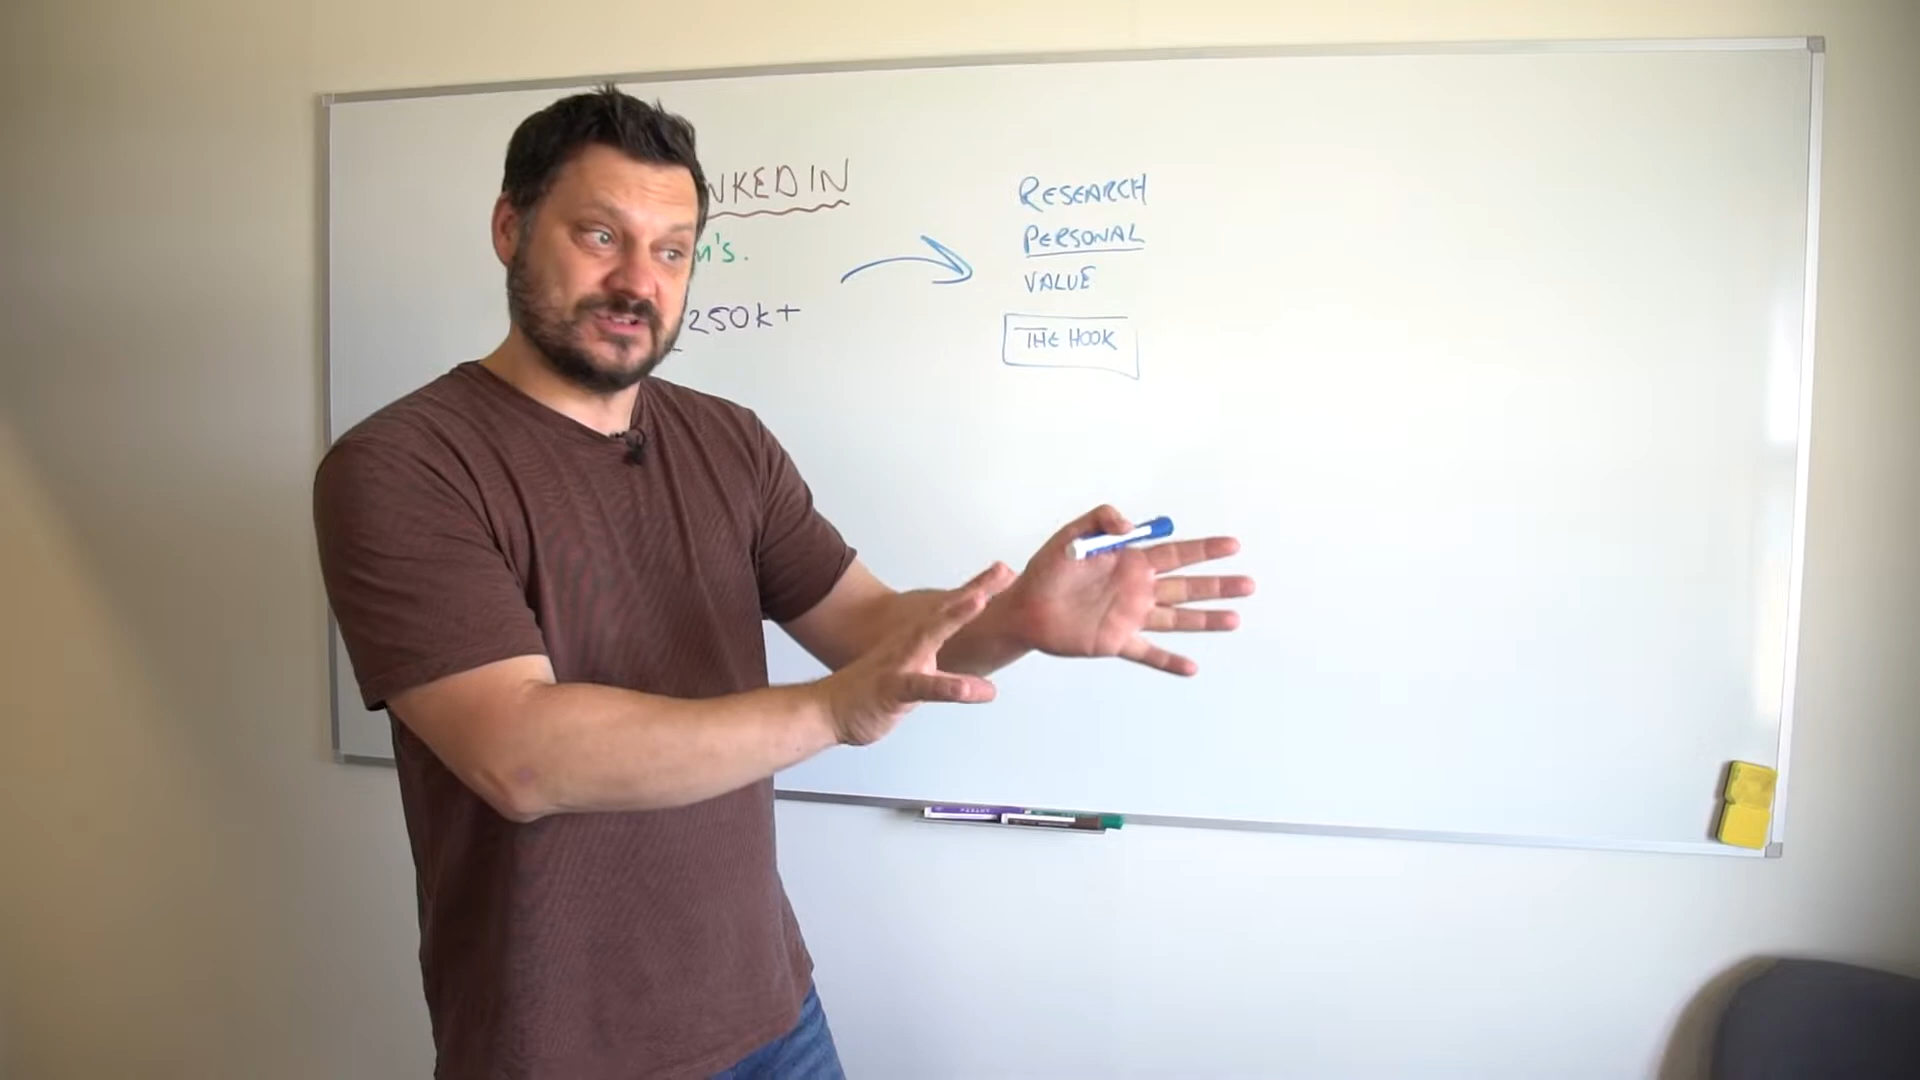 NKEDIN
m's.
250k+
RESEARCH
PERSONAL
VALUE
THE HOOK